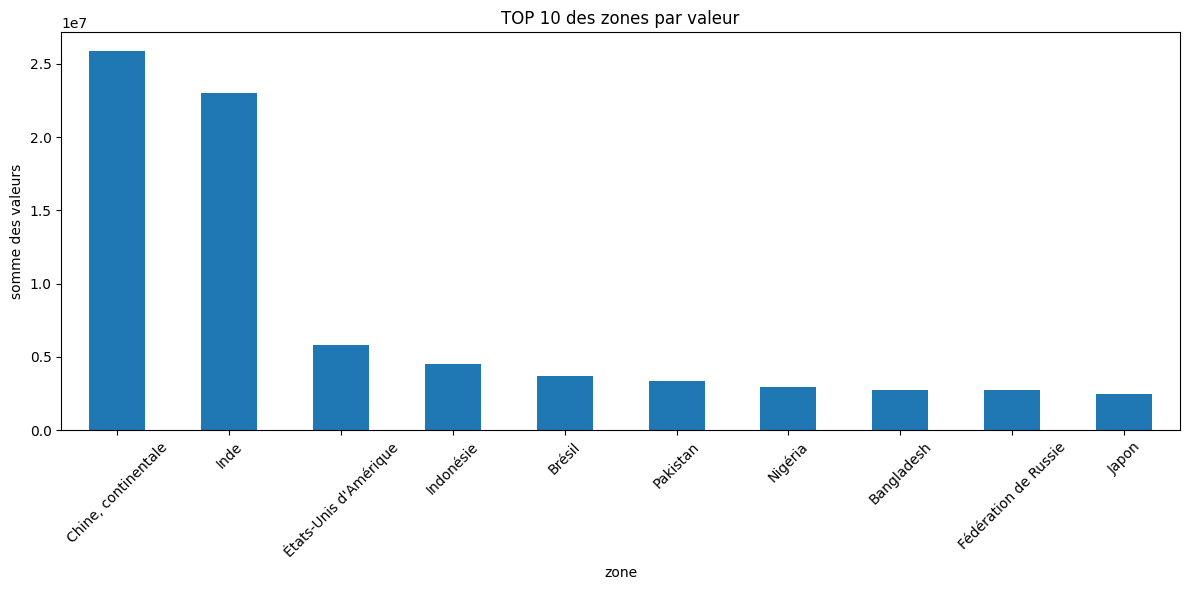 TOP 10 des zones par valeur
1e7
2.5
2.0
1.5
1.0
0.5
0.0
somme des valeurs
Chine, continentale
Inde
États-Unis d'Amérique
Indonésie
Brésil
Pakistan
Nigéria
Bangladesh
Fédération de Russie
Japon
zone